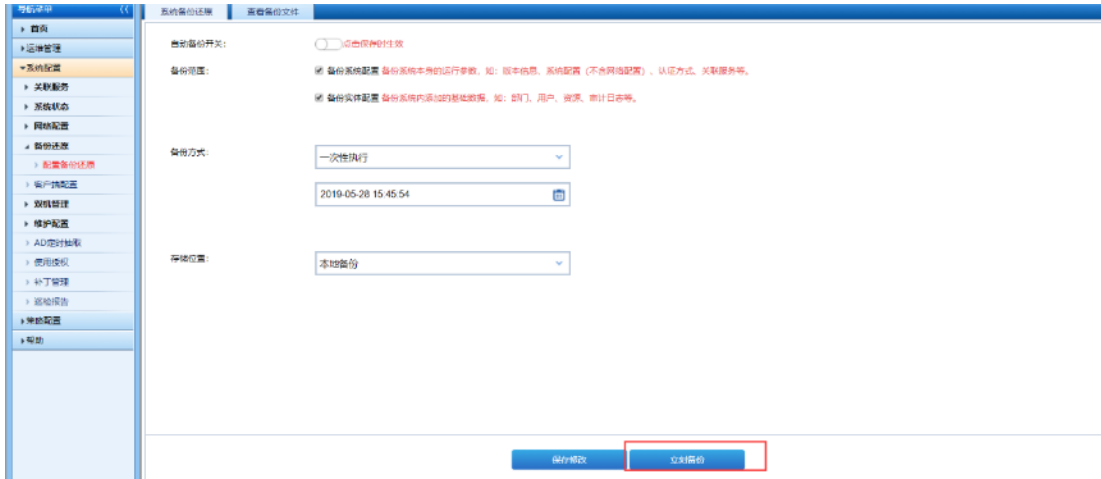 导航菜单
系统备份还原
查看备份文件
首页
运维管理
系统配置
关联服务
系统状态
网络配置
备份还原
配置备份还原
客户端配置
双机管理
维护配置
AD定时抽取
使用授权
补丁管理
巡检报告
策略配置
帮助
自动备份开关:
点击保存时生效
备份范围:
备份系统配置 备份系统本身的运行参数，如：版本信息、系统配置（不含网络配置）、认证方式、关联服务等。
备份实体配置 备份系统内添加的基础数据，如：部门、用户、资源、审计日志等。
备份方式:
一次性执行
2019-05-28 15:45:54
存储位置:
本地备份
保存修改
立刻备份